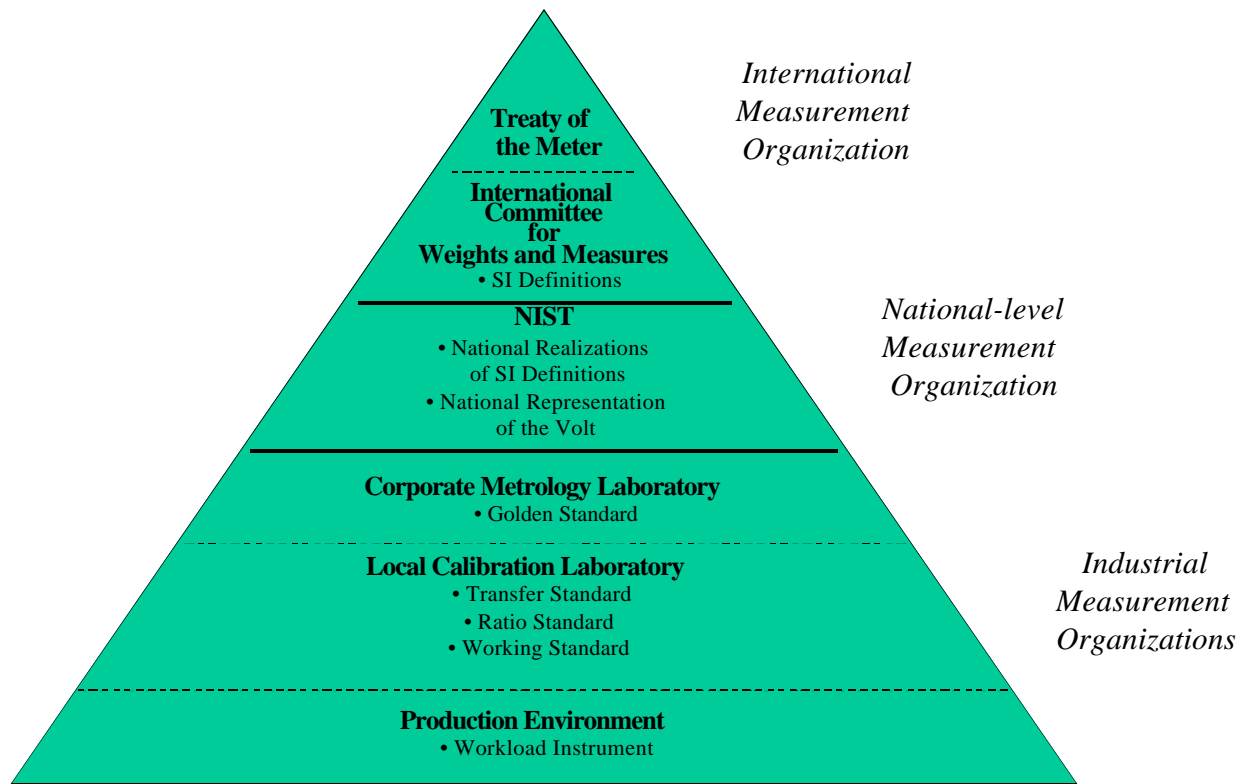 Treaty of
the Meter
International
Committee
for
Weights and Measures
• SI Definitions
International
Measurement
Organization
NIST
• National Realizations
of SI Definitions
• National Representation
of the Volt
National-level
Measurement
Organization
Corporate Metrology Laboratory
• Golden Standard
Local Calibration Laboratory
• Transfer Standard
• Ratio Standard
• Working Standard
Production Environment
• Workload Instrument
Industrial
Measurement
Organizations